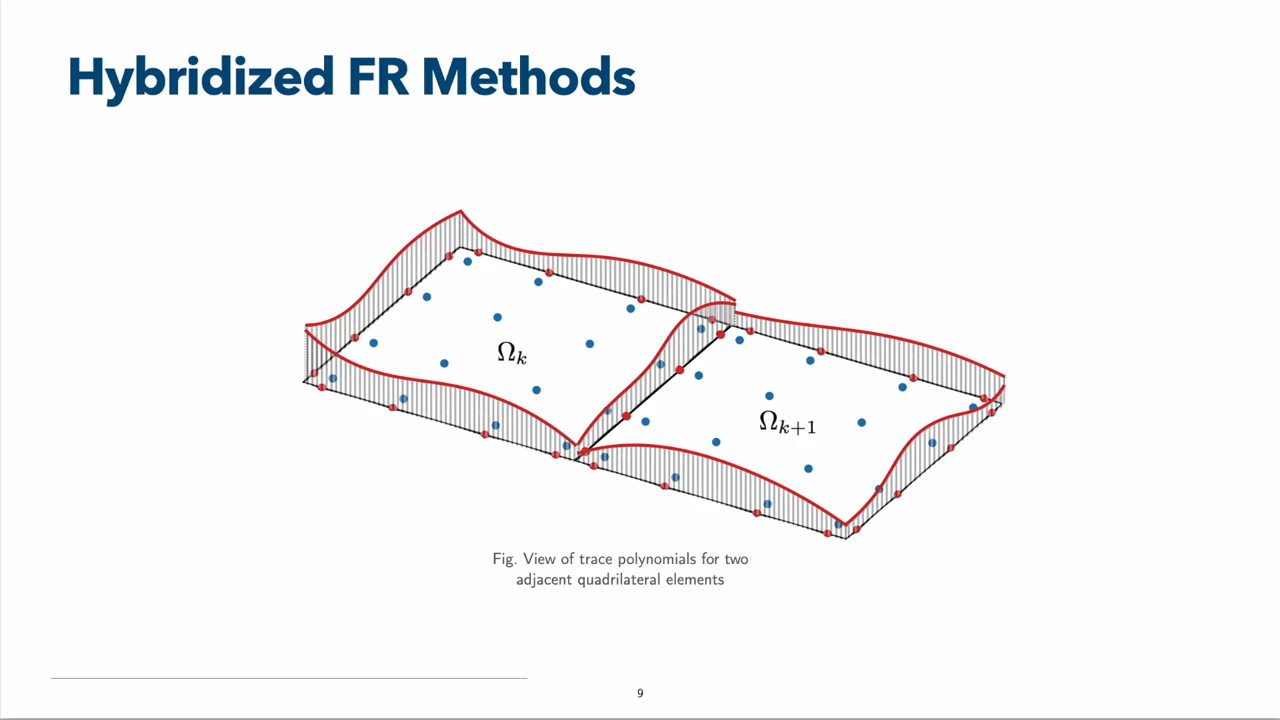 Hybridized FR Methods
Ωₖ
Ωₖ₊₁
Fig. View of trace polynomials for two
adjacent quadrilateral elements
9